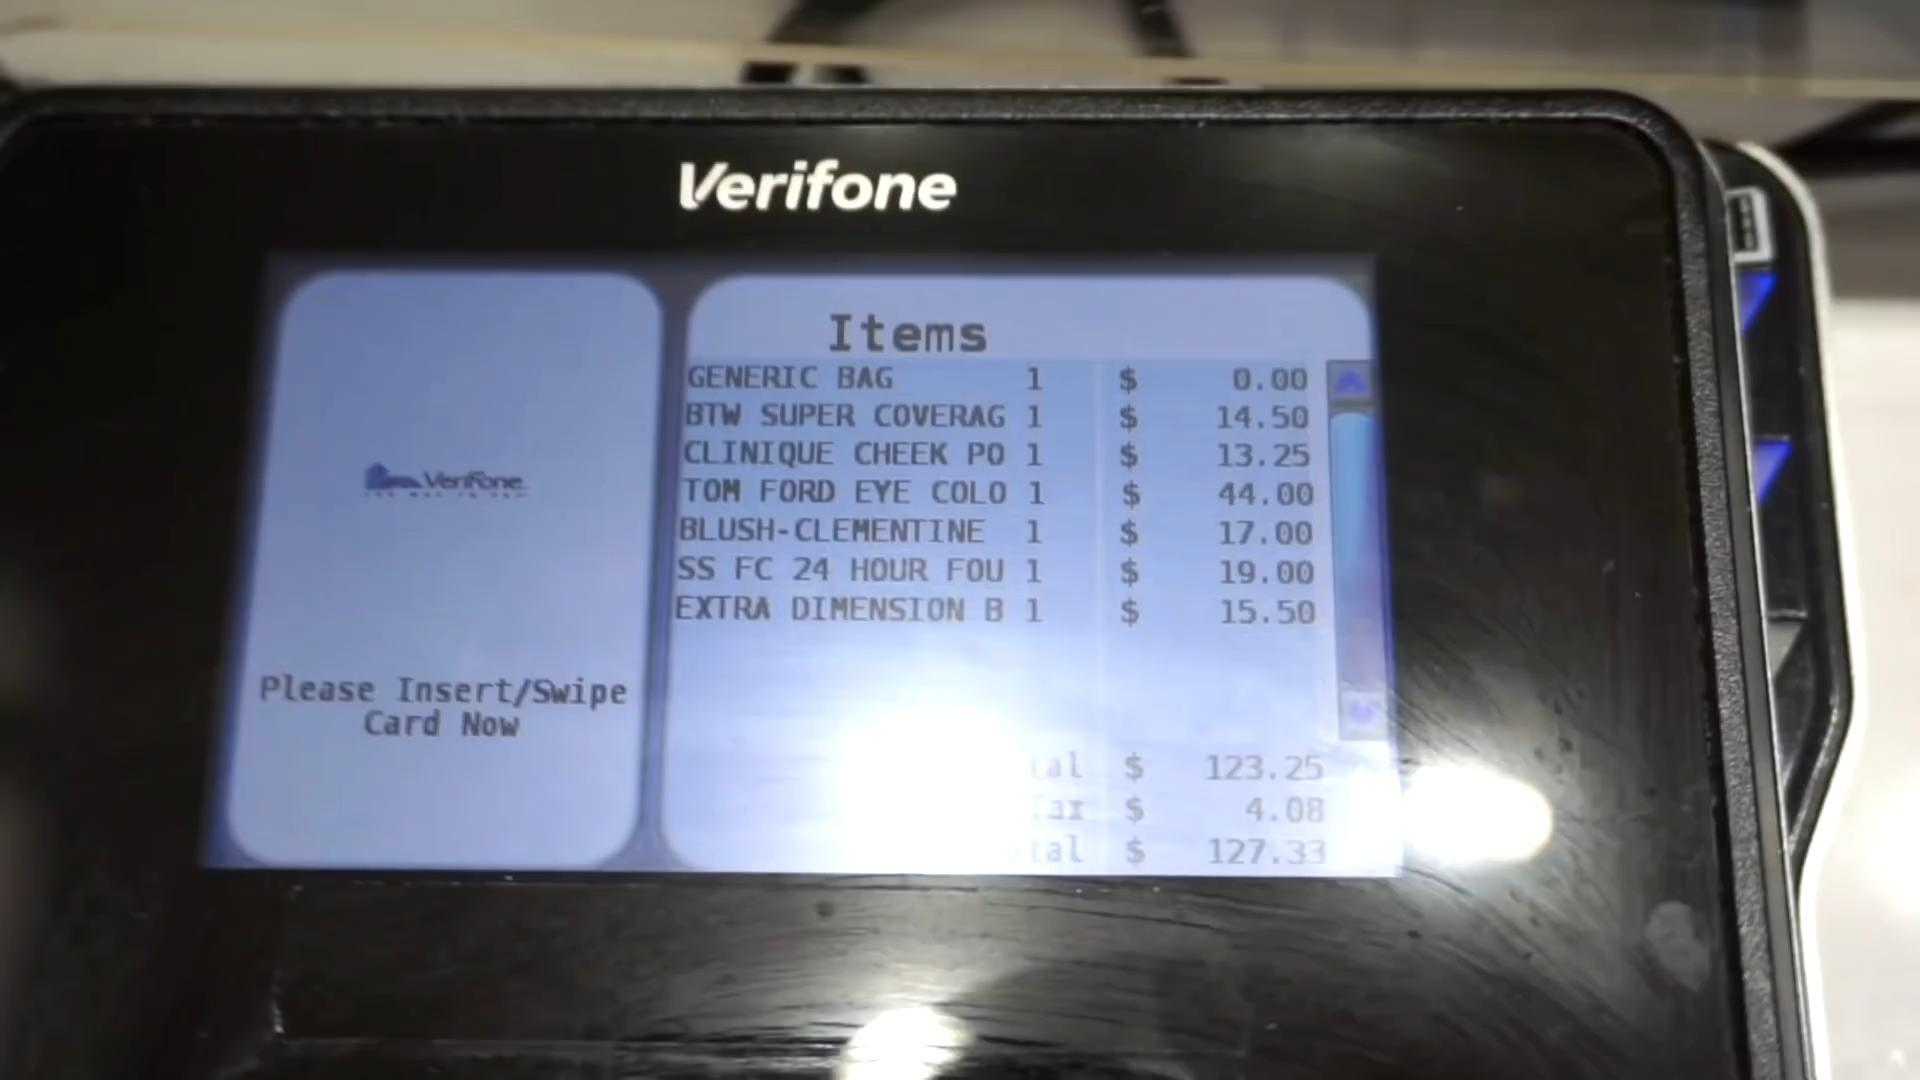 Verifone
Items
GENERIC BAG 1 $ 0.00
BTW SUPER COVERAG 1 $ 14.50
CLINIQUE CHEEK PO 1 $ 13.25
TOM FORD EYE COLO 1 $ 44.00
BLUSH-CLEMENTINE 1 $ 17.00
SS FC 24 HOUR FOU 1 $ 19.00
EXTRA DIMENSION B 1 $ 15.50
$ 123.25
Tax $ 4.08
$ 127.33
Verifone
Please Insert/Swipe
Card Now